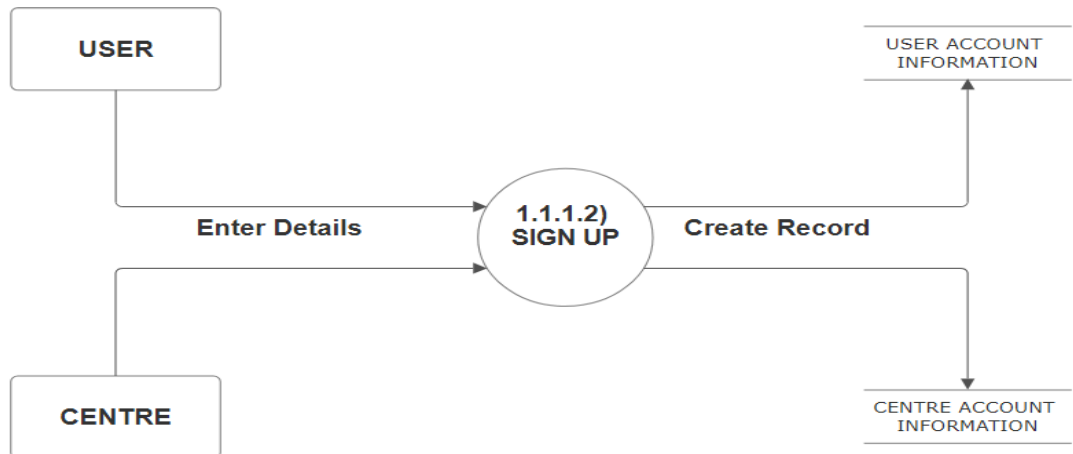 USER
USER ACCOUNT
INFORMATION
1.1.1.2)
SIGN UP
Enter Details
Create Record
CENTRE
CENTRE ACCOUNT
INFORMATION